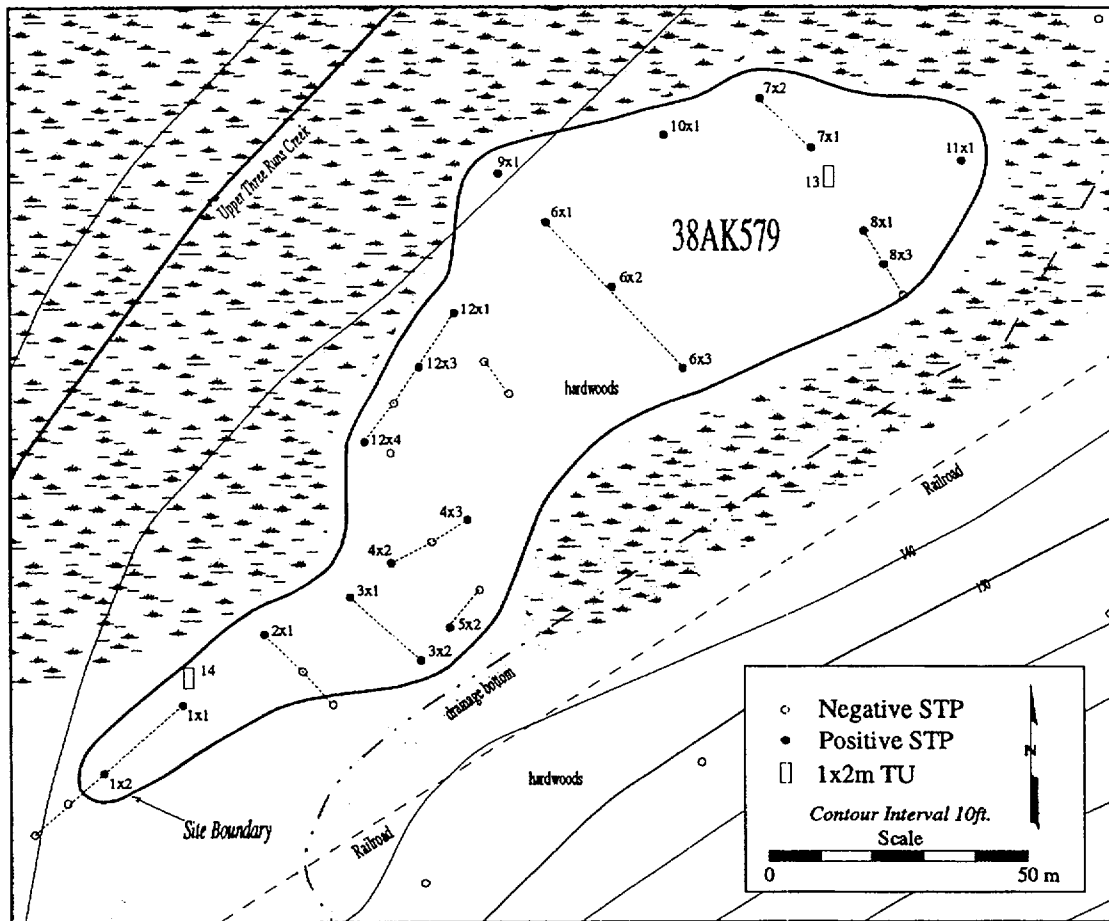 7x2
10x1
7x1
11x1
9x1
13
Upper Three Runs Creek
6x1
38AK579
8x1
8x3
6x2
12x1
12x3
6x3
hardwoods
12x4
Railroad
4x3
140
4x2
150
3x1
5x2
2x1
3x2
14
drainage bottom
1x1
hardwoods
1x2
Site Boundary
Railroad
Negative STP
Positive STP
N
1x2m TU
Contour Interval 10ft.
Scale
0 50 m